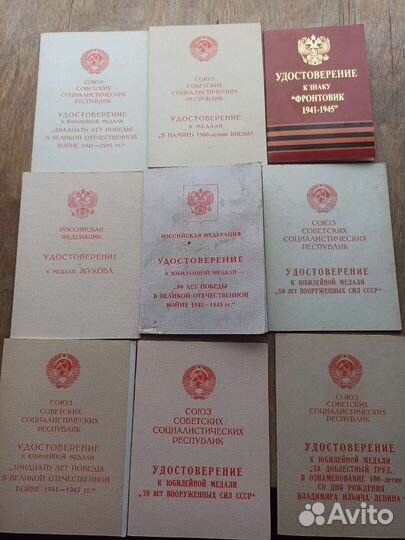 СОЮЗ
СОВЕТСКИХ
СОЦИАЛИСТИЧЕСКИХ
РЕСПУБЛИК
УДОСТОВЕРЕНИЕ
К ЮБИЛЕЙНОЙ МЕДАЛИ
„ДВАДЦАТЬ ЛЕТ ПОБЕДЫ
В ВЕЛИКОЙ ОТЕЧЕСТВЕННОЙ
ВОЙНЕ 1941—1945 гг."
СОЮЗ
СОВЕТСКИХ
СОЦИАЛИСТИЧЕСКИХ
РЕСПУБЛИК
УДОСТОВЕРЕНИЕ
К МЕДАЛИ
„В ПАМЯТЬ 1500-летия КИЕВА"
УДОСТОВЕРЕНИЕ
К ЗНАКУ
"ФРОНТОВИК
1941-1945"
РОССИЙСКАЯ
ФЕДЕРАЦИЯ
УДОСТОВЕРЕНИЕ
к МЕДАЛИ ЖУКОВА
РОССИЙСКАЯ ФЕДЕРАЦИЯ
УДОСТОВЕРЕНИЕ
К ЮБИЛЕЙНОЙ МЕДАЛИ
„60 ЛЕТ ПОБЕДЫ
В ВЕЛИКОЙ ОТЕЧЕСТВЕННОЙ
ВОЙНЕ 1941—1945 гг."
СОЮЗ
СОВЕТСКИХ
СОЦИАЛИСТИЧЕСКИХ
РЕСПУБЛИК
УДОСТОВЕРЕНИЕ
К ЮБИЛЕЙНОЙ МЕДАЛИ
„50 ЛЕТ ВООРУЖЕННЫХ СИЛ СССР"
СОЮЗ
СОВЕТСКИХ
СОЦИАЛИСТИЧЕСКИХ
РЕСПУБЛИК
УДОСТОВЕРЕНИЕ
К ЮБИЛЕЙНОЙ МЕДАЛИ
„ТРИДЦАТЬ ЛЕТ ПОБЕДЫ
В ВЕЛИКОЙ ОТЕЧЕСТВЕННОЙ
ВОЙНЕ 1941—1945 гг."
СОЮЗ
СОВЕТСКИХ
СОЦИАЛИСТИЧЕСКИХ
РЕСПУБЛИК
УДОСТОВЕРЕНИЕ
К ЮБИЛЕЙНОЙ МЕДАЛИ
„70 ЛЕТ ВООРУЖЕННЫХ СИЛ СССР"
СОЮЗ
СОВЕТСКИХ
СОЦИАЛИСТИЧЕСКИХ
РЕСПУБЛИК
УДОСТОВЕРЕНИЕ
К ЮБИЛЕЙНОЙ МЕДАЛИ
„ЗА ДОБЛЕСТНЫЙ ТРУД.
В ОЗНАМЕНОВАНИЕ 100-летия
СО ДНЯ РОЖДЕНИЯ
ВЛАДИМИРА ИЛЬИЧА ЛЕНИНА"
Avito